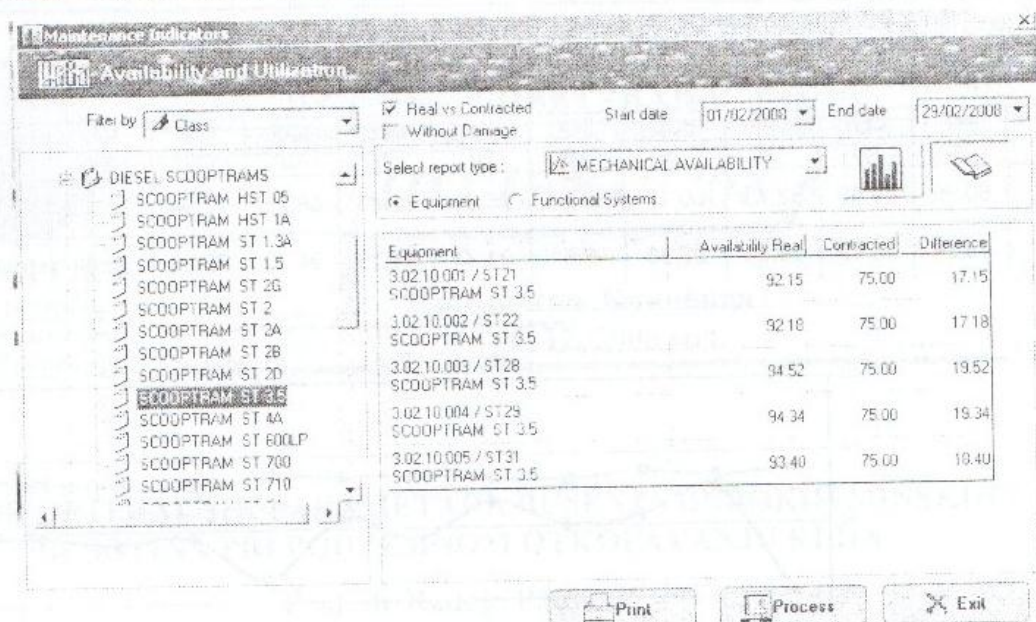 Maintenance Indicators
Availability and Utilization
Filter by Class
Real vs Contracted
Without Damage
Start date 01/02/2008 End date 29/02/2008
DIESEL SCOOPTRAMS
SCOOPTRAM HST 05
SCOOPTRAM HST 1A
SCOOPTRAM ST 1.3A
SCOOPTRAM ST 1.5
SCOOPTRAM ST 2G
SCOOPTRAM ST 2
SCOOPTRAM ST 2A
SCOOPTRAM ST 2B
SCOOPTRAM ST 2D
SCOOPTRAM ST 3.5
SCOOPTRAM ST 4A
SCOOPTRAM ST 600LP
SCOOPTRAM ST 700
SCOOPTRAM ST 710
Select report type: MECHANICAL AVAILABILITY
Equipment Functional Systems
Equipment Availability Real Contracted Difference
3.02.10.001 / ST21 92.15 75.00 17.15
SCOOPTRAM ST 3.5
3.02.10.002 / ST22 92.18 75.00 17.18
SCOOPTRAM ST 3.5
3.02.10.003 / ST28 94.52 75.00 19.52
SCOOPTRAM ST 3.5
3.02.10.004 / ST29 94.34 75.00 19.34
SCOOPTRAM ST 3.5
3.02.10.005 / ST31 93.40 75.00 18.40
SCOOPTRAM ST 3.5
Print Process Exit